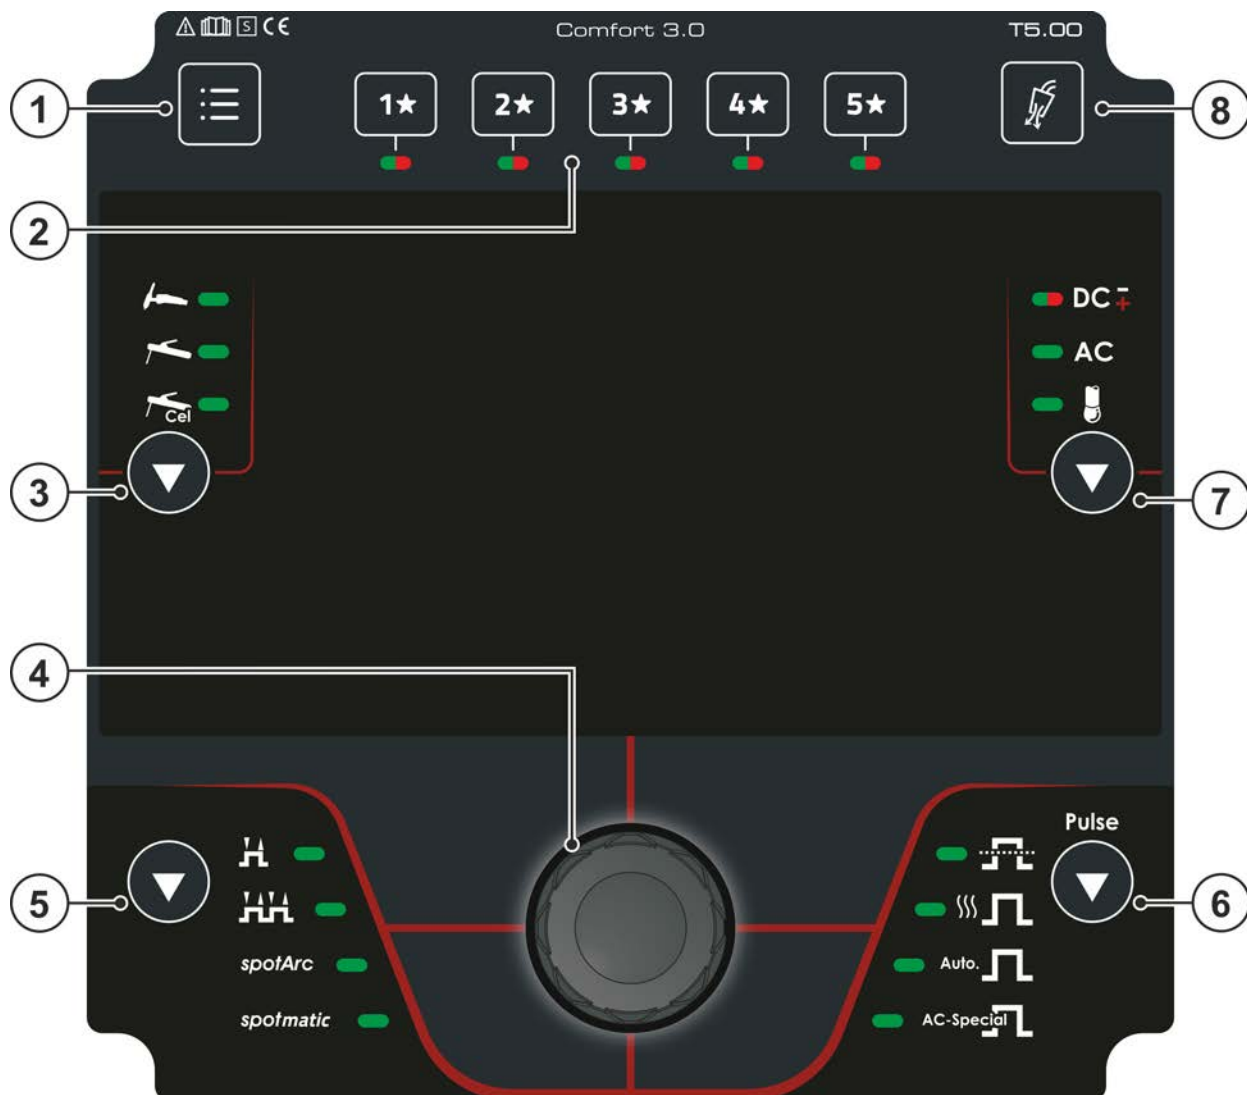 S CE Comfort 3.0 T5.00
1 1★ 2★ 3★ 4★ 5★ 8
2
DC - +
AC
Cel
3 7
4
Pulse
5 6
spotArc Auto.
spotmatic AC-Special